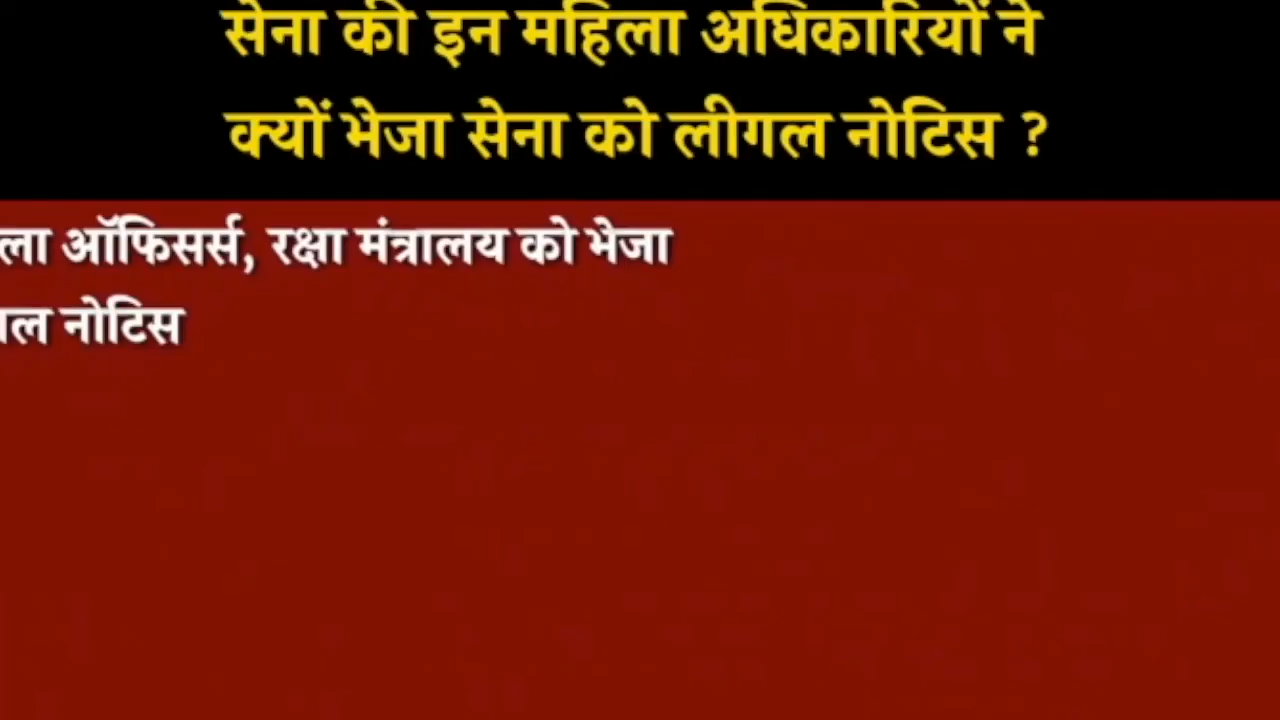 सेना की इन महिला अधिकारियों ने
क्यों भेजा सेना को लीगल नोटिस ?
ऑफिसर्स, रक्षा मंत्रालय को भेजा
नोटिस